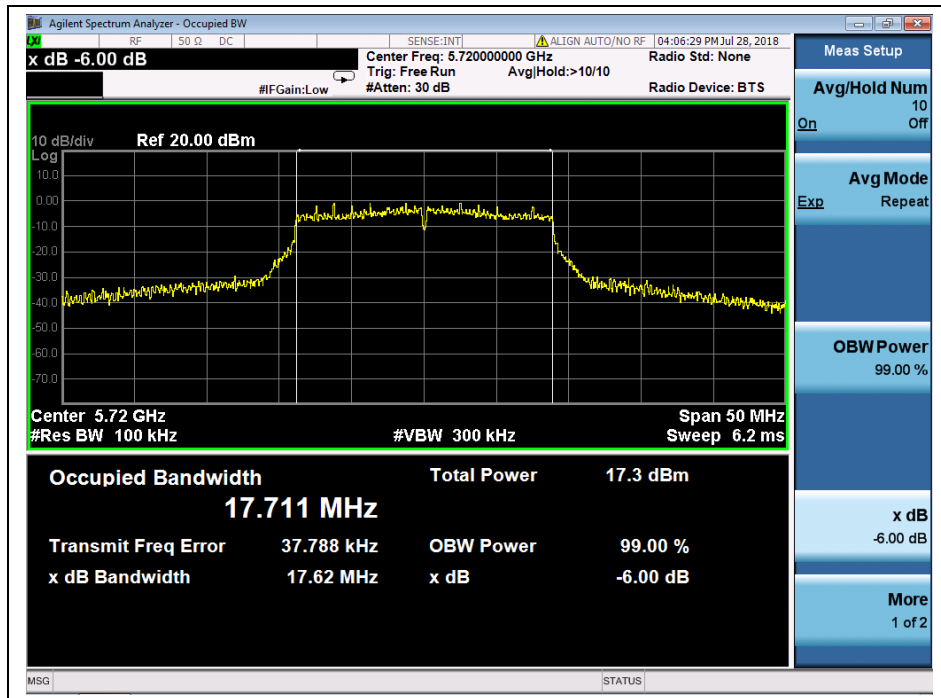 Agilent Spectrum Analyzer - Occupied BW
LXI RF 50 Ω DC SENSE:INT ALIGN AUTO/NO RF 04:06:29 PM Jul 28, 2018
x dB -6.00 dB
Center Freq: 5.720000000 GHz Radio Std: None
Trig: Free Run Avg|Hold:>10/10
#IFGain:Low #Atten: 30 dB Radio Device: BTS
10 dB/div Ref 20.00 dBm
Log
10.0
0.00
-10.0
-20.0
-30.0
-40.0
-50.0
-60.0
-70.0
Center 5.72 GHz Span 50 MHz
#Res BW 100 kHz #VBW 300 kHz Sweep 6.2 ms
Occupied Bandwidth Total Power 17.3 dBm
17.711 MHz
Transmit Freq Error 37.788 kHz OBW Power 99.00 %
x dB Bandwidth 17.62 MHz x dB -6.00 dB
Meas Setup
Avg/Hold Num
10
On Off
Avg Mode
Exp Repeat
OBW Power
99.00 %
x dB
-6.00 dB
More
1 of 2
MSG STATUS